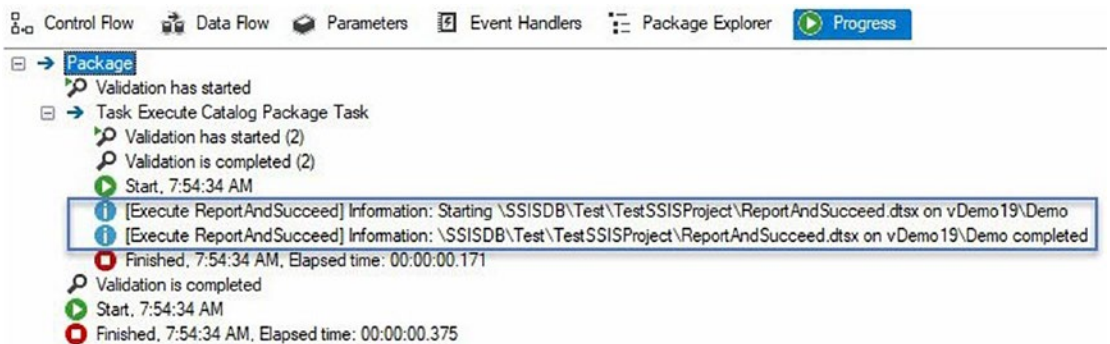 Control Flow Data Flow Parameters Event Handlers Package Explorer Progress
Package
Validation has started
Task Execute Catalog Package Task
Validation has started (2)
Validation is completed (2)
Start, 7:54:34 AM
[Execute ReportAndSucceed] Information: Starting \SSISDB\Test\TestSSISProject\ReportAndSucceed.dtsx on vDemo19\Demo
[Execute ReportAndSucceed] Information: \SSISDB\Test\TestSSISProject\ReportAndSucceed.dtsx on vDemo19\Demo completed
Finished, 7:54:34 AM, Elapsed time: 00:00:00.171
Validation is completed
Start, 7:54:34 AM
Finished, 7:54:34 AM, Elapsed time: 00:00:00.375